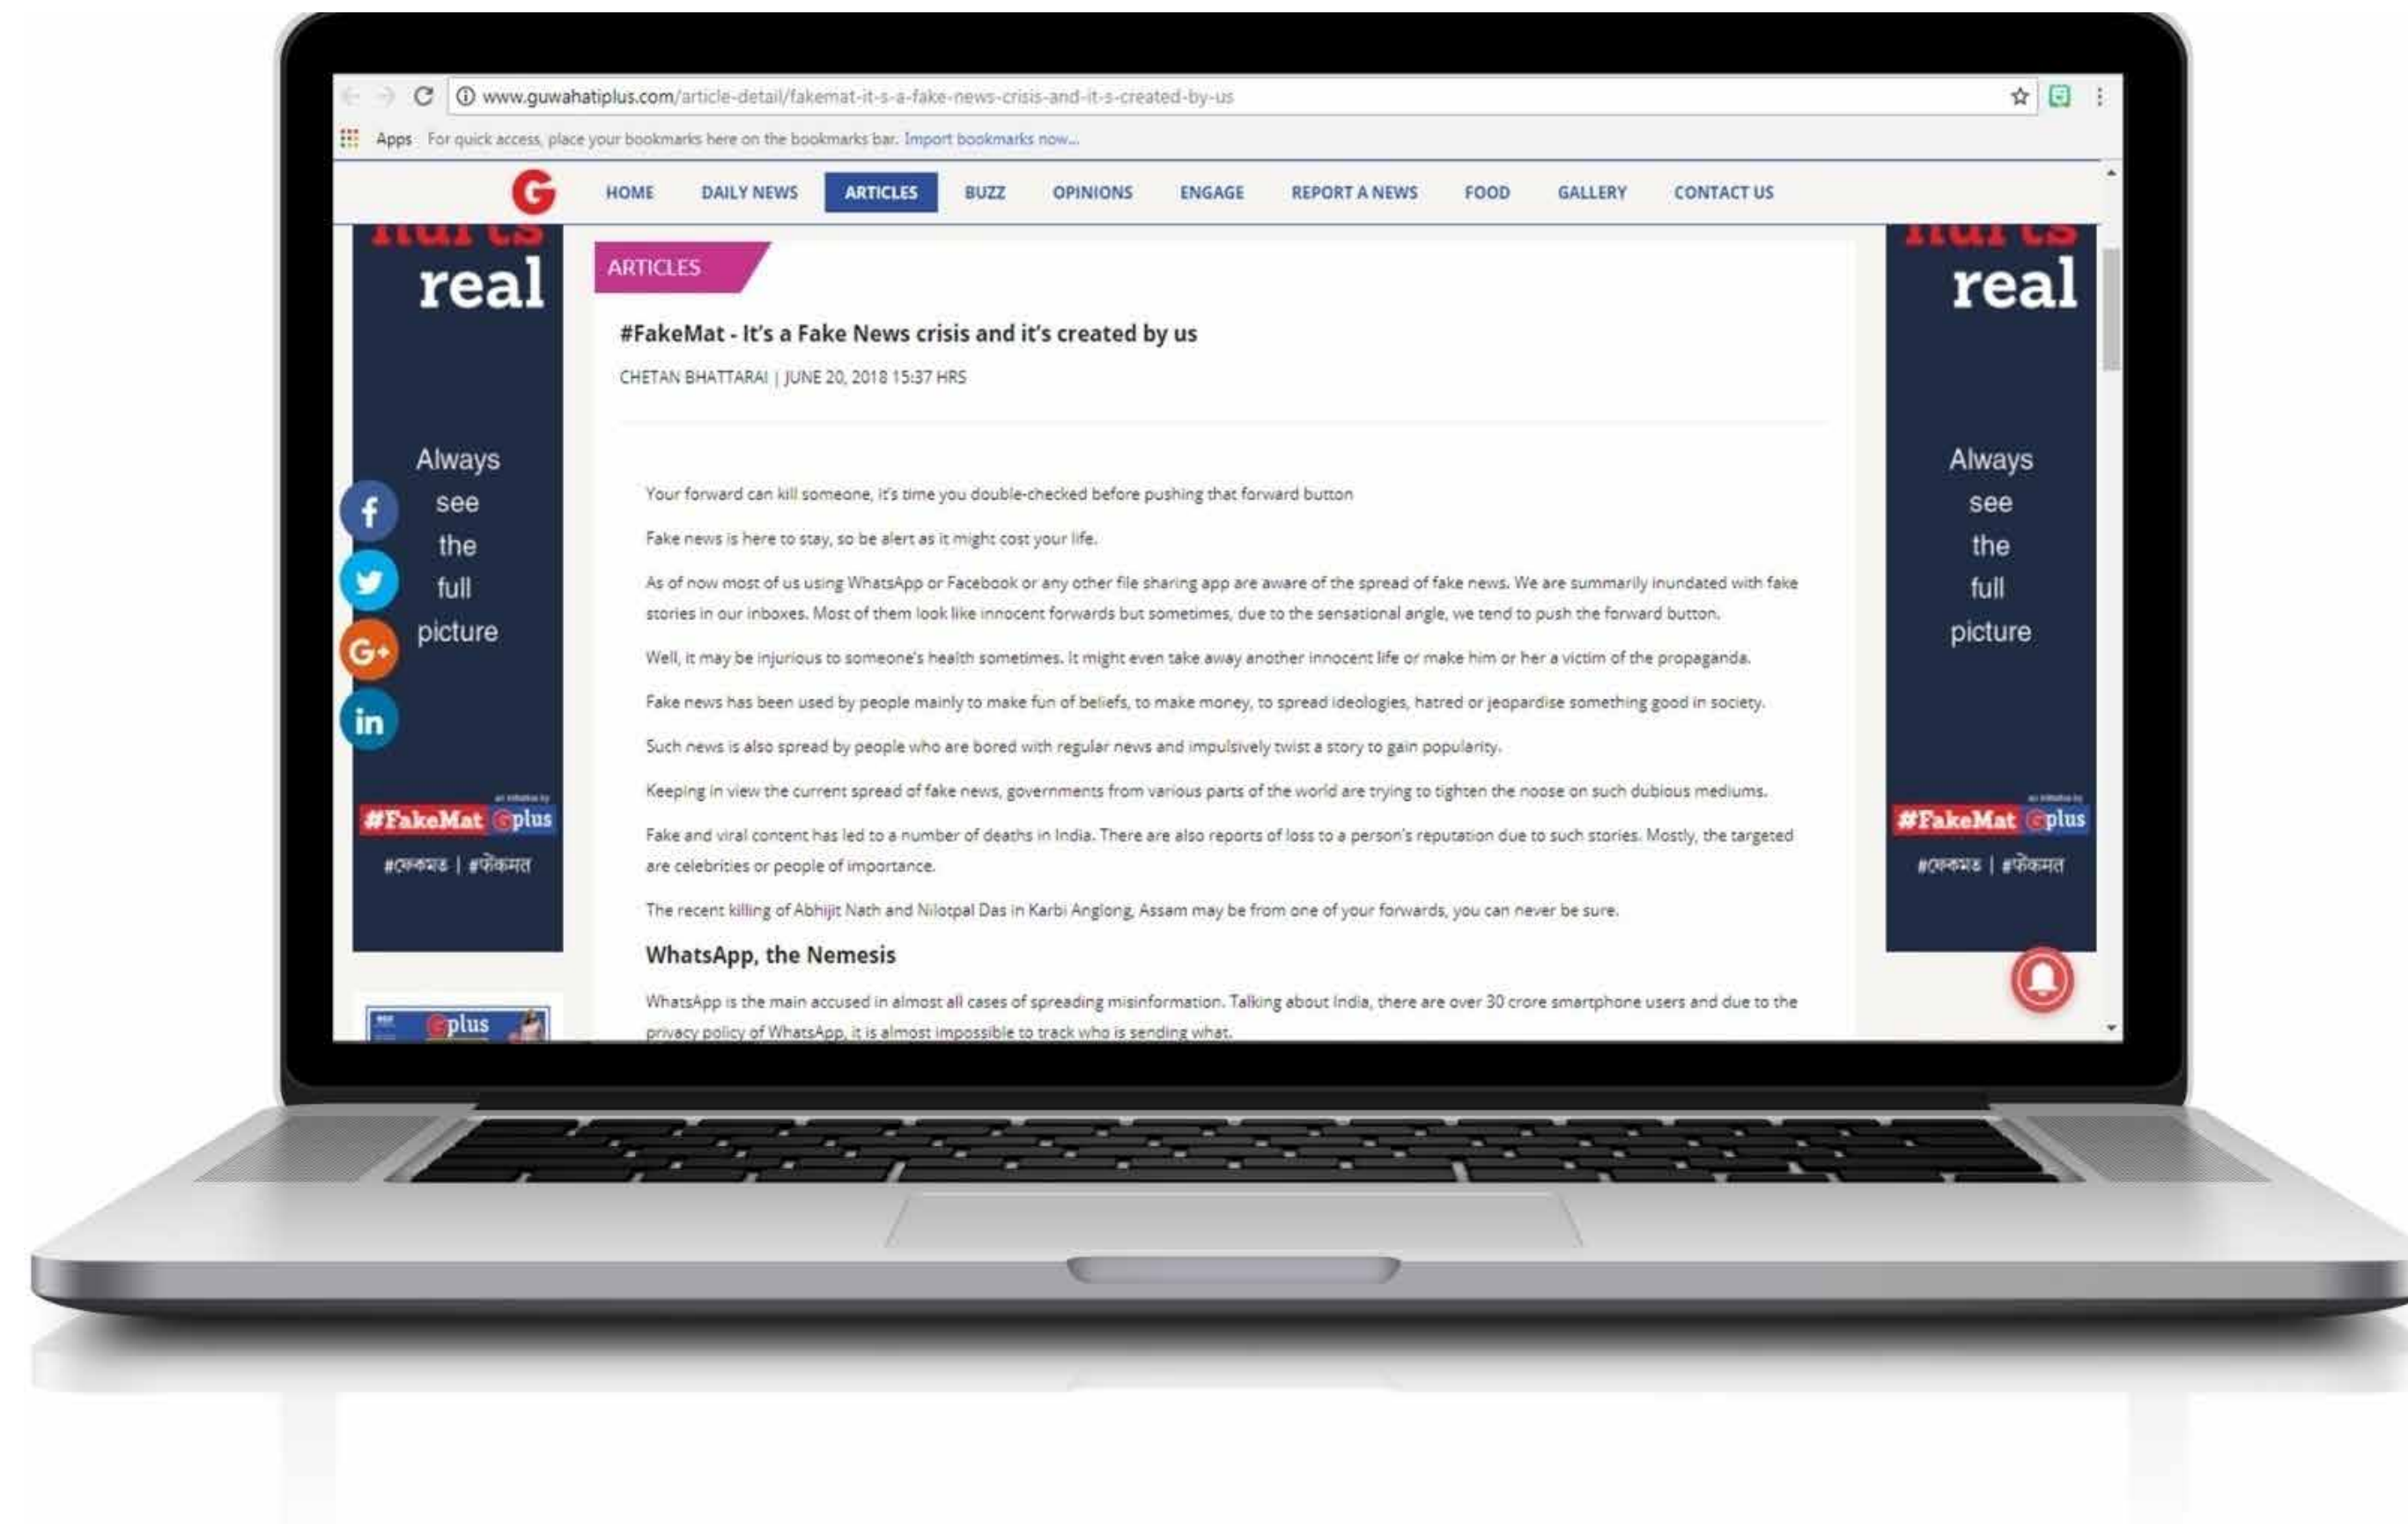 www.guwahatiplus.com/article-detail/fakemat-it-s-a-fake-news-crisis-and-it-s-created-by-us
Apps For quick access, place your bookmarks here on the bookmarks bar. Import bookmarks now...
G HOME DAILY NEWS ARTICLES BUZZ OPINIONS ENGAGE REPORT A NEWS FOOD GALLERY CONTACT US
hurts
real
Always
see
the
full
picture
f
G+
in
an initiative by
#FakeMat Gplus
#ফেকমত | #फेकमत
Gplus
ARTICLES
#FakeMat - It's a Fake News crisis and it's created by us
CHETAN BHATTARAI | JUNE 20, 2018 15:37 HRS
Your forward can kill someone, it's time you double-checked before pushing that forward button
Fake news is here to stay, so be alert as it might cost your life.
As of now most of us using WhatsApp or Facebook or any other file sharing app are aware of the spread of fake news. We are summarily inundated with fake
stories in our inboxes. Most of them look like innocent forwards but sometimes, due to the sensational angle, we tend to push the forward button.
Well, it may be injurious to someone's health sometimes. It might even take away another innocent life or make him or her a victim of the propaganda.
Fake news has been used by people mainly to make fun of beliefs, to make money, to spread ideologies, hatred or jeopardise something good in society.
Such news is also spread by people who are bored with regular news and impulsively twist a story to gain popularity.
Keeping in view the current spread of fake news, governments from various parts of the world are trying to tighten the noose on such dubious mediums.
Fake and viral content has led to a number of deaths in India. There are also reports of loss to a person's reputation due to such stories. Mostly, the targeted
are celebrities or people of importance.
The recent killing of Abhijit Nath and Nilotpal Das in Karbi Anglong, Assam may be from one of your forwards, you can never be sure.
WhatsApp, the Nemesis
WhatsApp is the main accused in almost all cases of spreading misinformation. Talking about India, there are over 30 crore smartphone users and due to the
privacy policy of WhatsApp, it is almost impossible to track who is sending what.
hurts
real
Always
see
the
full
picture
an initiative by
#FakeMat Gplus
#ফেকমত | #फेकमत